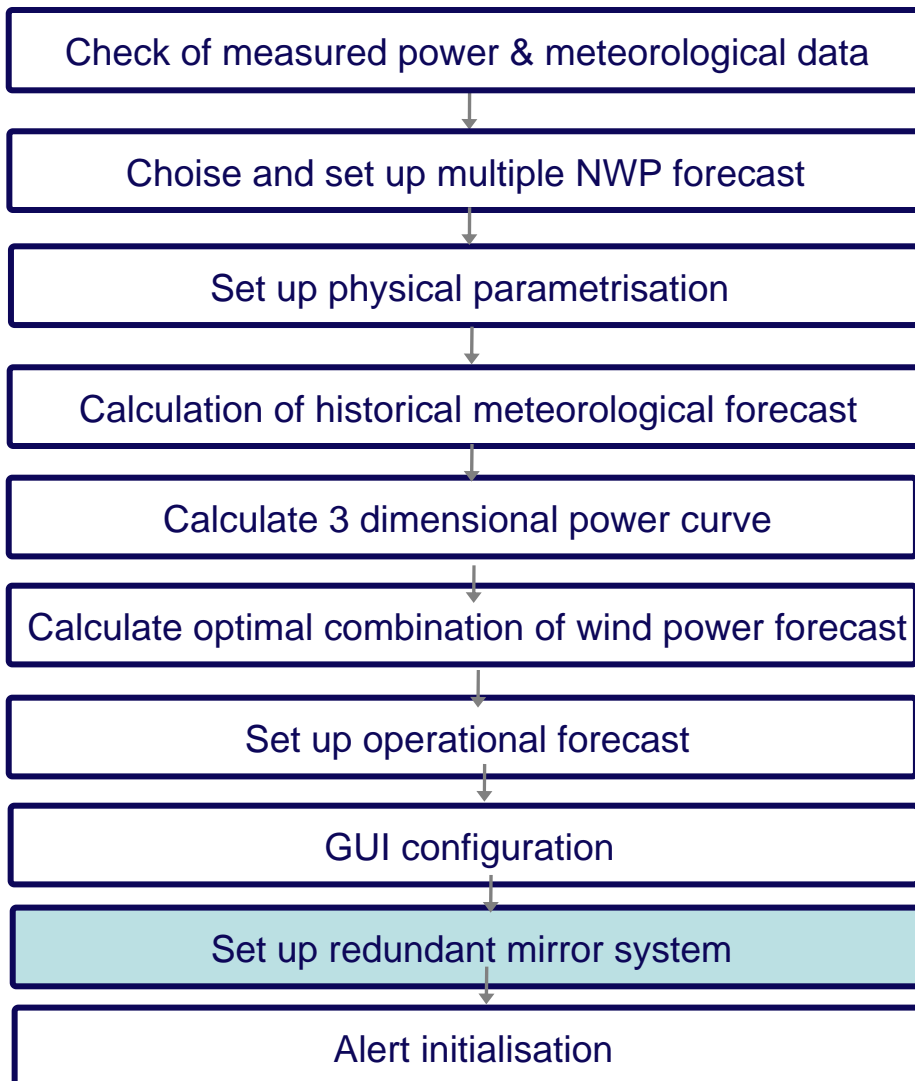 Check of measured power & meteorological data
Choise and set up multiple NWP forecast
Set up physical parametrisation
Calculation of historical meteorological forecast
Calculate 3 dimensional power curve
Calculate optimal combination of wind power forecast
Set up operational forecast
GUI configuration
Set up redundant mirror system
Alert initialisation